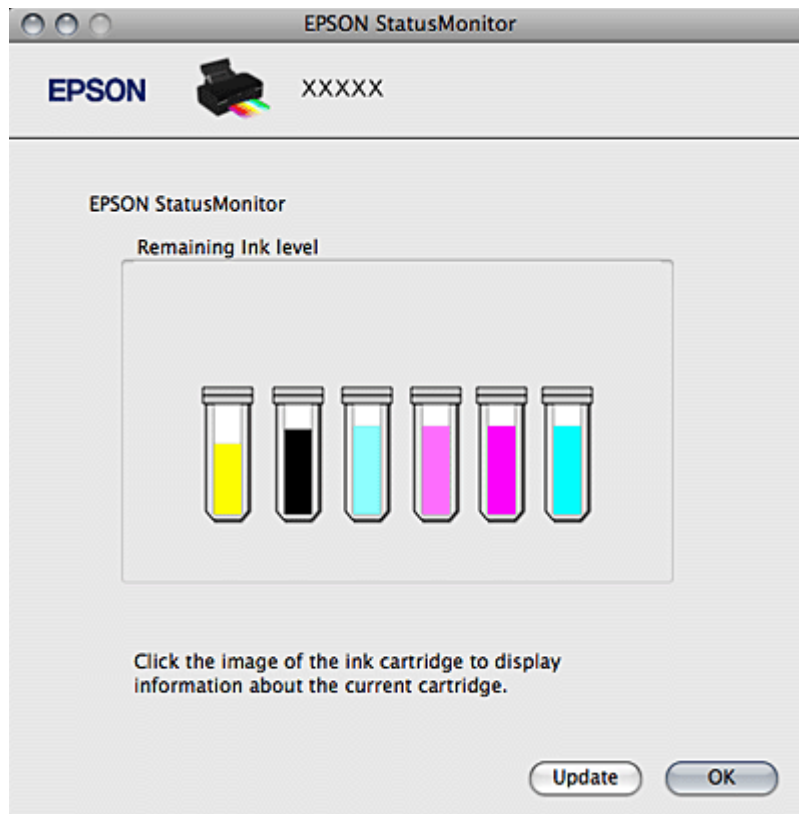 EPSON StatusMonitor
EPSON XXXXX
EPSON StatusMonitor
Remaining Ink level
Click the image of the ink cartridge to display
information about the current cartridge.
Update OK